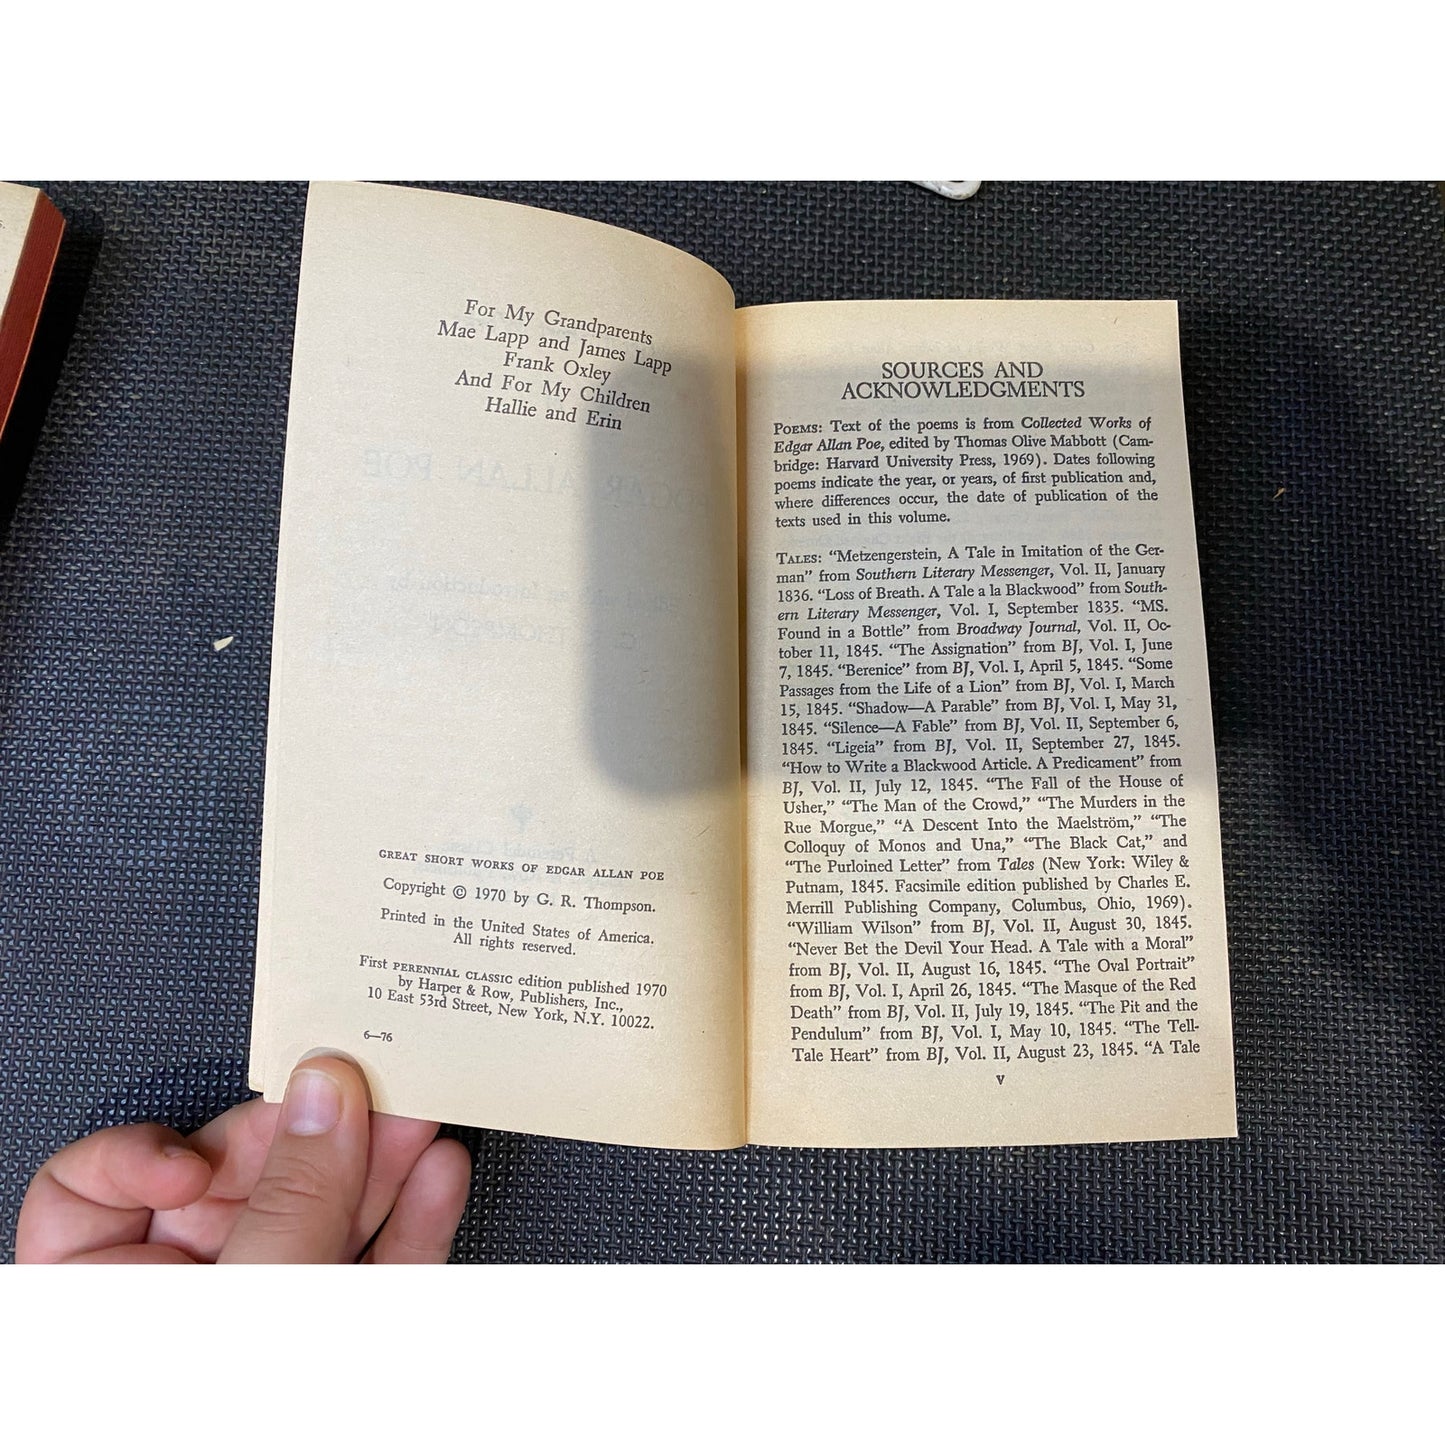 For My Grandparents
Mae Lapp and James Lapp
Frank Oxley
And For My Children
Hallie and Erin
GREAT SHORT WORKS OF EDGAR ALLAN POE
Copyright © 1970 by G. R. Thompson.
Printed in the United States of America.
All rights reserved.
First PERENNIAL CLASSIC edition published 1970
by Harper & Row, Publishers, Inc.,
10 East 53rd Street, New York, N.Y. 10022.
6—76
SOURCES AND
ACKNOWLEDGMENTS
POEMS: Text of the poems is from Collected Works of
Edgar Allan Poe, edited by Thomas Olive Mabbott (Cam-
bridge: Harvard University Press, 1969). Dates following
poems indicate the year, or years, of first publication and,
where differences occur, the date of publication of the
texts used in this volume.
TALES: “Metzengerstein, A Tale in Imitation of the Ger-
man” from Southern Literary Messenger, Vol. II, January
1836. “Loss of Breath. A Tale a la Blackwood” from South-
ern Literary Messenger, Vol. I, September 1835. “MS.
Found in a Bottle” from Broadway Journal, Vol. II, Oc-
tober 11, 1845. “The Assignation” from BJ, Vol. I, June
7, 1845. “Berenice” from BJ, Vol. I, April 5, 1845. “Some
Passages from the Life of a Lion” from BJ, Vol. I, March
15, 1845. “Shadow—A Parable” from BJ, Vol. I, May 31,
1845. “Silence—A Fable” from BJ, Vol. II, September 6,
1845. “Ligeia” from BJ, Vol. II, September 27, 1845.
“How to Write a Blackwood Article. A Predicament” from
BJ, Vol. II, July 12, 1845. “The Fall of the House of
Usher,” “The Man of the Crowd,” “The Murders in the
Rue Morgue,” “A Descent Into the Maelström,” “The
Colloquy of Monos and Una,” “The Black Cat,” and
“The Purloined Letter” from Tales (New York: Wiley &
Putnam, 1845. Facsimile edition published by Charles E.
Merrill Publishing Company, Columbus, Ohio, 1969).
“William Wilson” from BJ, Vol. II, August 30, 1845.
“Never Bet the Devil Your Head. A Tale with a Moral”
from BJ, Vol. II, August 16, 1845. “The Oval Portrait”
from BJ, Vol. I, April 26, 1845. “The Masque of the Red
Death” from BJ, Vol. II, July 19, 1845. “The Pit and the
Pendulum” from BJ, Vol. I, May 10, 1845. “The Tell-
Tale Heart” from BJ, Vol. II, August 23, 1845. “A Tale
V